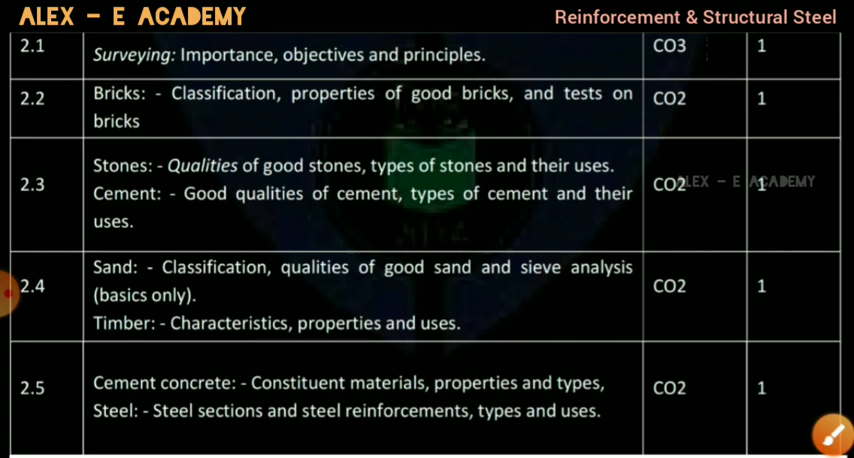 ALEX – E ACADEMY
Reinforcement & Structural Steel
2.1
Surveying: Importance, objectives and principles.
CO3
1
2.2
Bricks: - Classification, properties of good bricks, and tests on
bricks
CO2
1
2.3
Stones: - Qualities of good stones, types of stones and their uses.
Cement: - Good qualities of cement, types of cement and their
uses.
CO2
1
ALEX – E ACADEMY
2.4
Sand: - Classification, qualities of good sand and sieve analysis
(basics only).
Timber: - Characteristics, properties and uses.
CO2
1
2.5
Cement concrete: - Constituent materials, properties and types,
Steel: - Steel sections and steel reinforcements, types and uses.
CO2
1